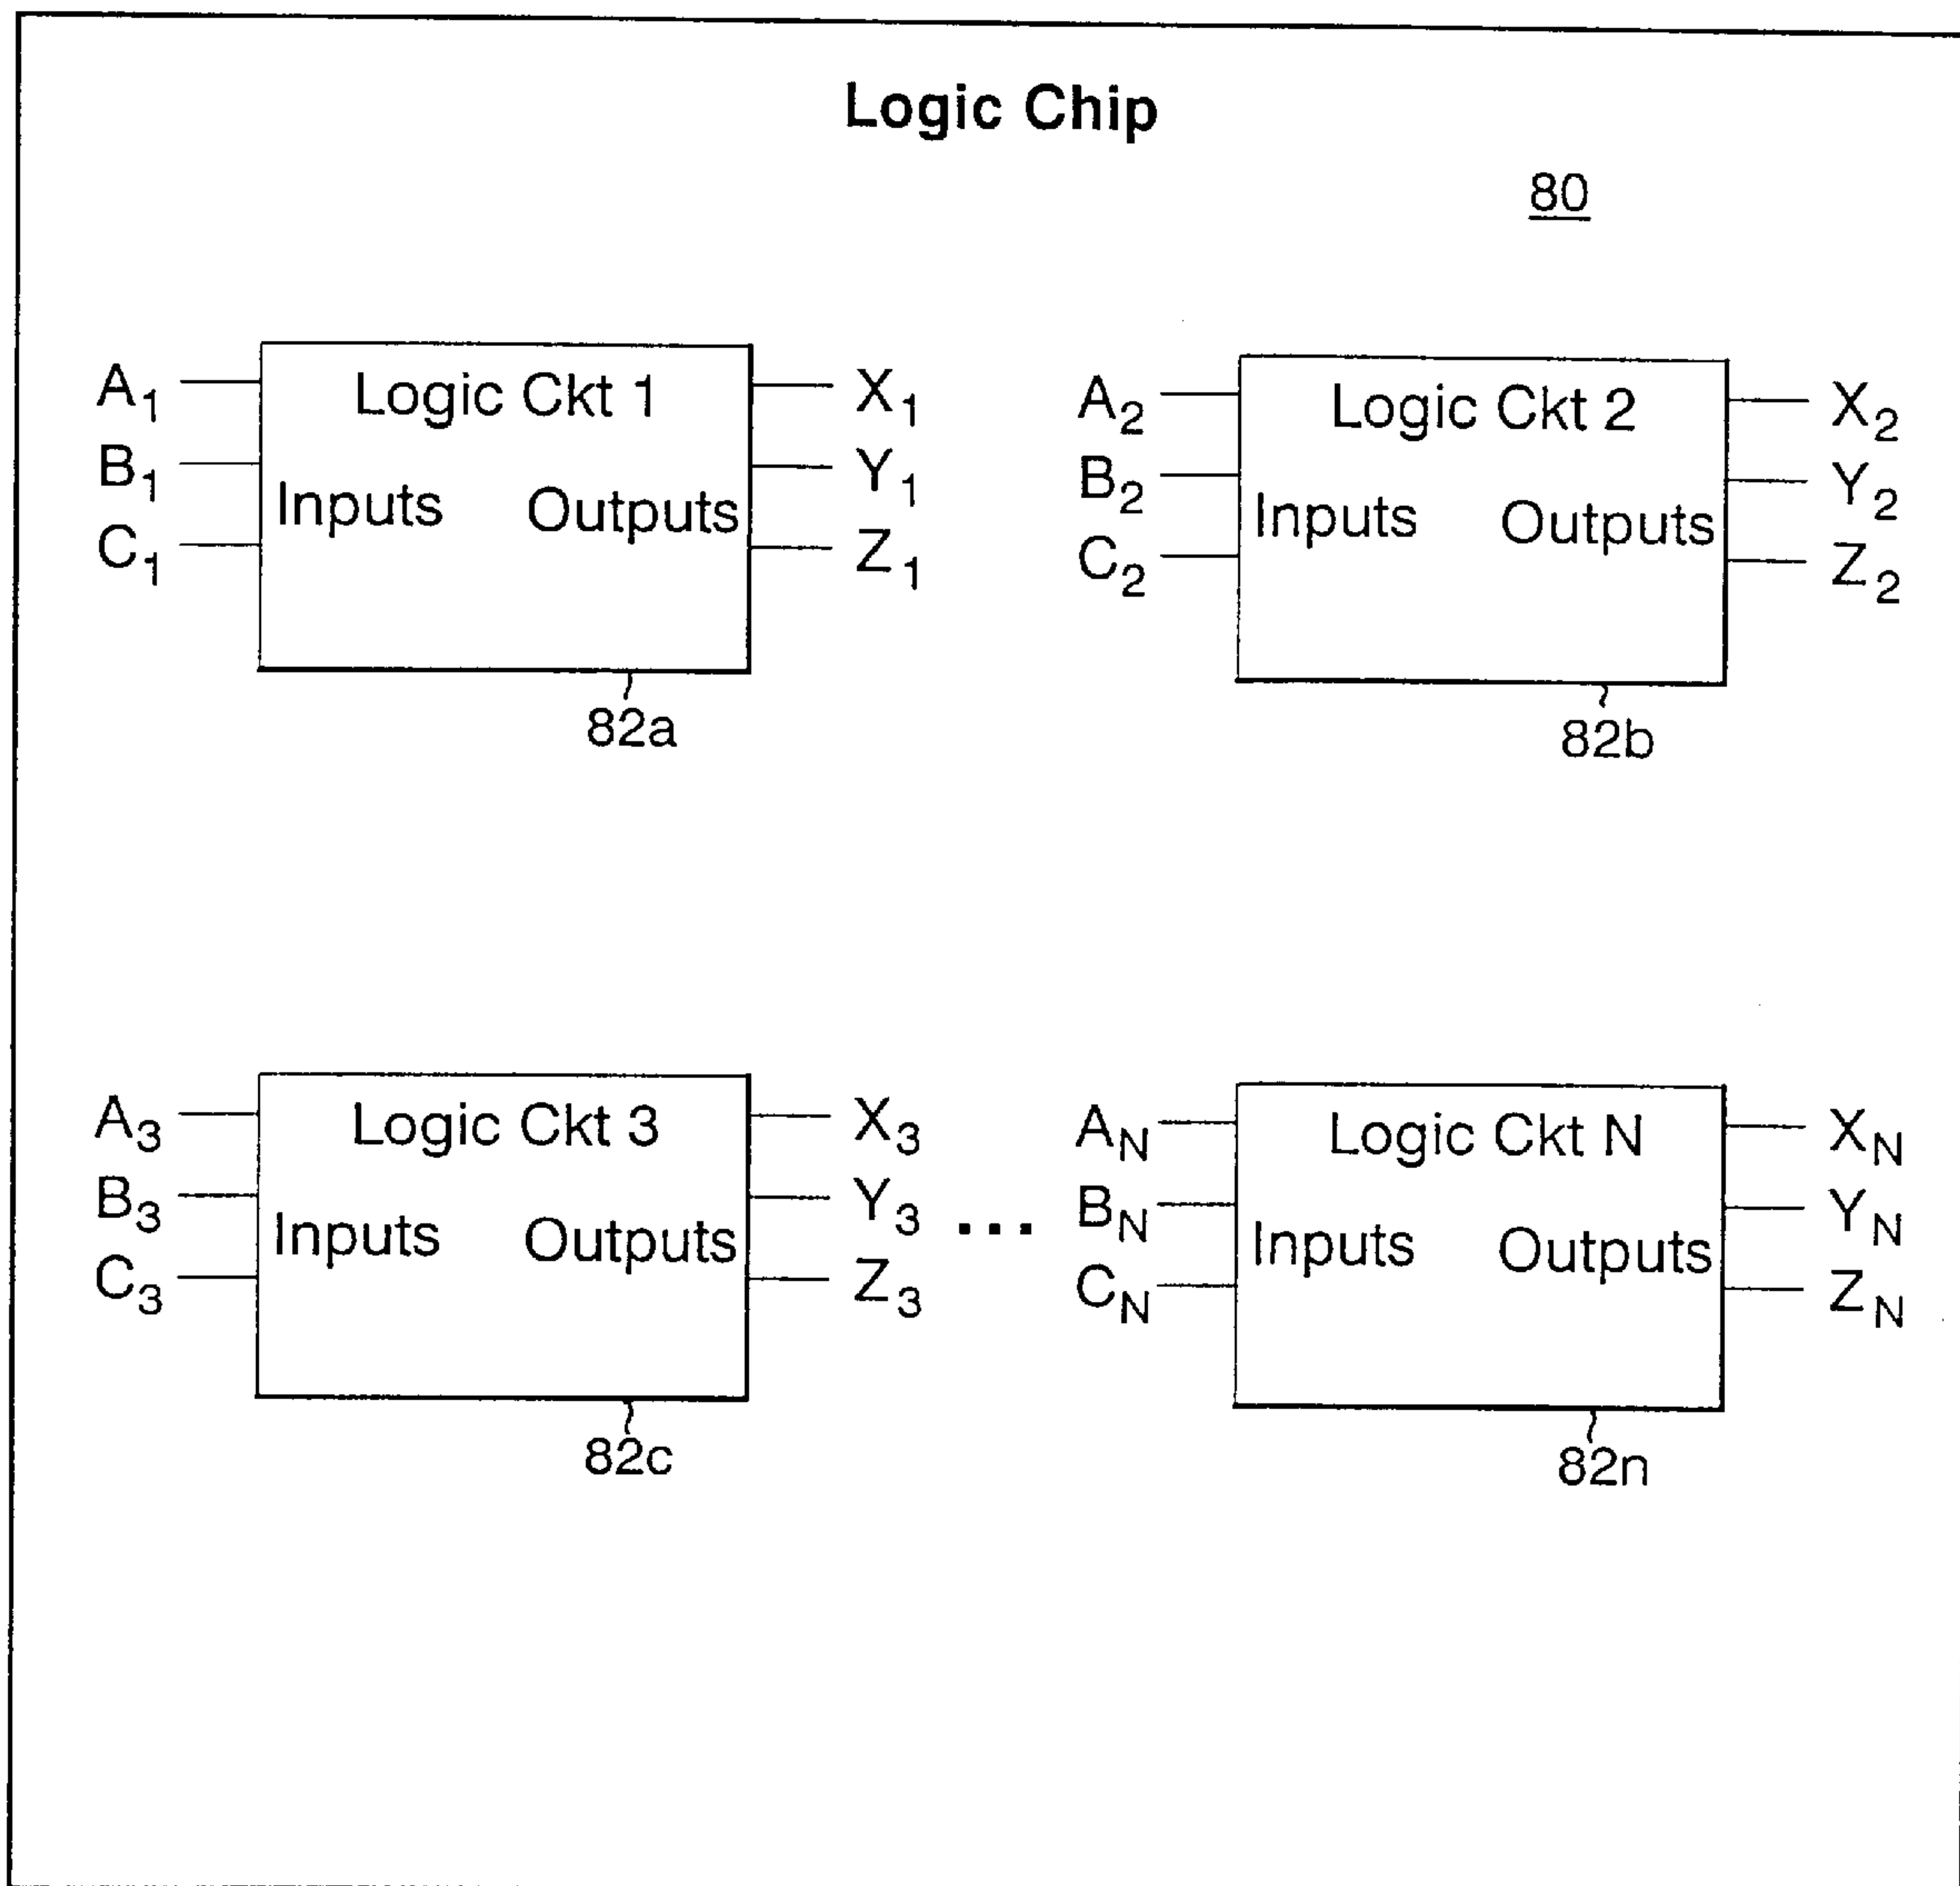 Logic Chip
80
A1 Logic Ckt 1 X1
B1 Y1
Inputs Outputs
C1 Z1
82a
A2 Logic Ckt 2 X2
B2 Y2
Inputs Outputs
C2 Z2
82b
A3 Logic Ckt 3 X3
B3 Y3
Inputs Outputs
C3 Z3
82c
...
AN Logic Ckt N XN
BN YN
Inputs Outputs
CN ZN
82n